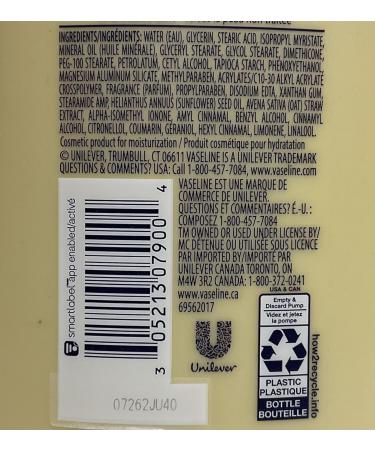 INGREDIENTS/INGRÉDIENTS: WATER (EAU), GLYCERIN, STEARIC ACID, ISOPROPYL MYRISTATE,
MINERAL OIL (HUILE MINÉRALE), GLYCERYL STEARATE, GLYCOL STEARATE, DIMETHICONE,
PEG-100 STEARATE, PETROLATUM, CETYL ALCOHOL, TAPIOCA STARCH, PHENOXYETHANOL,
MAGNESIUM ALUMINUM SILICATE, METHYLPARABEN, ACRYLATES/C10-30 ALKYL ACRYLATE
CROSSPOLYMER, FRAGRANCE (PARFUM), PROPYLPARABEN, DISODIUM EDTA, XANTHAN GUM,
STEARAMIDE AMP, HELIANTHUS ANNUUS (SUNFLOWER) SEED OIL, AVENA SATIVA (OAT) STRAW
EXTRACT, ALPHA-ISOMETHYL IONONE, AMYL CINNAMAL, BENZYL ALCOHOL, CINNAMYL
ALCOHOL, CITRONELLOL, COUMARIN, GERANIOL, HEXYL CINNAMAL, LIMONENE, LINALOOL.
Cosmetic product for moisturization / Produit cosmétique pour hydratation
© UNILEVER, TRUMBULL, CT 06611 VASELINE IS A UNILEVER TRADEMARK
QUESTIONS & COMMENTS? USA: Call 1-800-457-7084, www.vaseline.com
VASELINE EST UNE MARQUE DE
COMMERCE DE UNILEVER.
QUESTIONS ET COMMENTAIRES? É.-U. :
COMPOSEZ 1-800-457-7084
TM OWNED OR USED UNDER LICENSE BY/
MC DÉTENUE OU UTILISÉE SOUS LICENCE
PAR IMPORTED BY/IMPORTÉ PAR
UNILEVER CANADA TORONTO, ON
M4W 3R2 CANADA: 1-800-372-0241
www.vaseline.ca
69562017
smartlabel™ app enabled/activé
3 05213 07900 4
07262JU40
Unilever
USA & CAN
Empty &
Discard Pump
Videz et jetez
la pompe
PLASTIC
PLASTIQUE
BOTTLE
BOUTEILLE
how2recycle.info